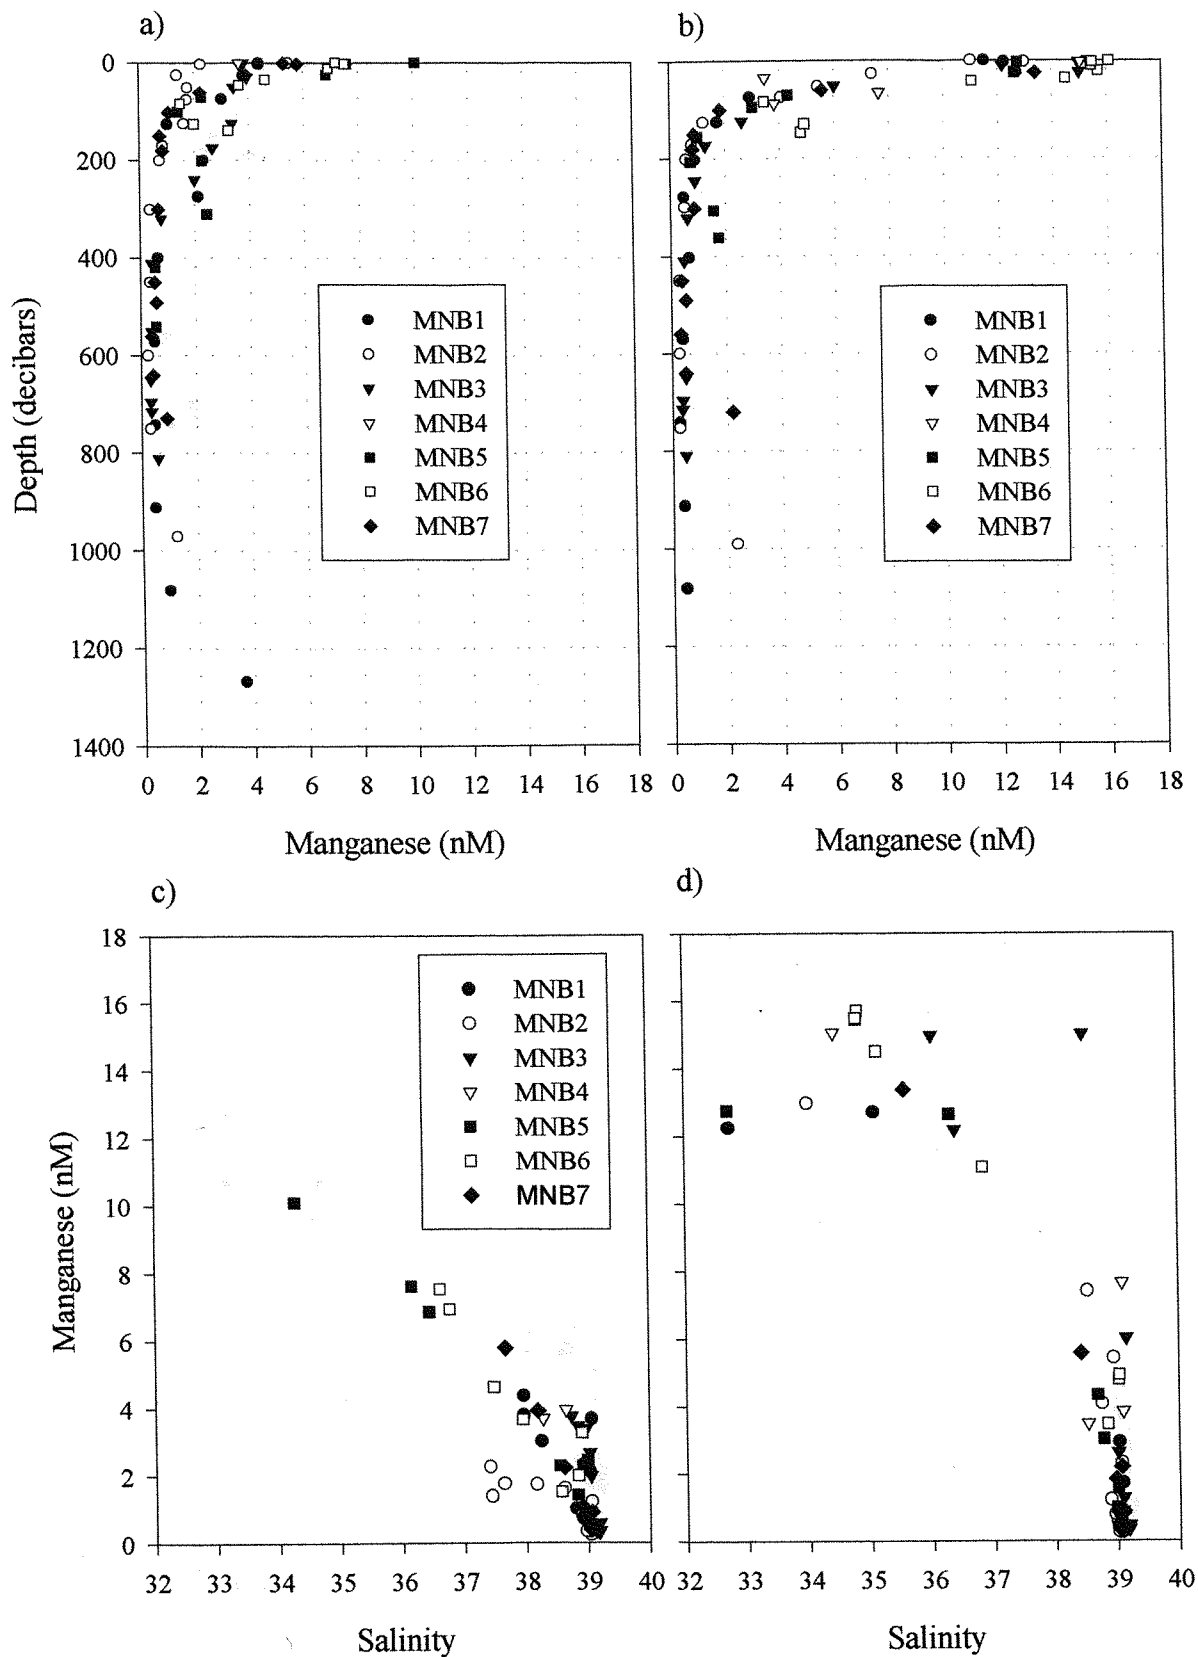 a)
b)
0
200
400
600
800
1000
1200
1400
Depth (decibars)
MNB1
MNB2
MNB3
MNB4
MNB5
MNB6
MNB7
MNB1
MNB2
MNB3
MNB4
MNB5
MNB6
MNB7
0 2 4 6 8 10 12 14 16 18
0 2 4 6 8 10 12 14 16 18
Manganese (nM)
Manganese (nM)
c)
d)
18
16
14
12
10
8
6
4
2
0
Manganese (nM)
MNB1
MNB2
MNB3
MNB4
MNB5
MNB6
MNB7
32 33 34 35 36 37 38 39 40
32 33 34 35 36 37 38 39 40
Salinity
Salinity